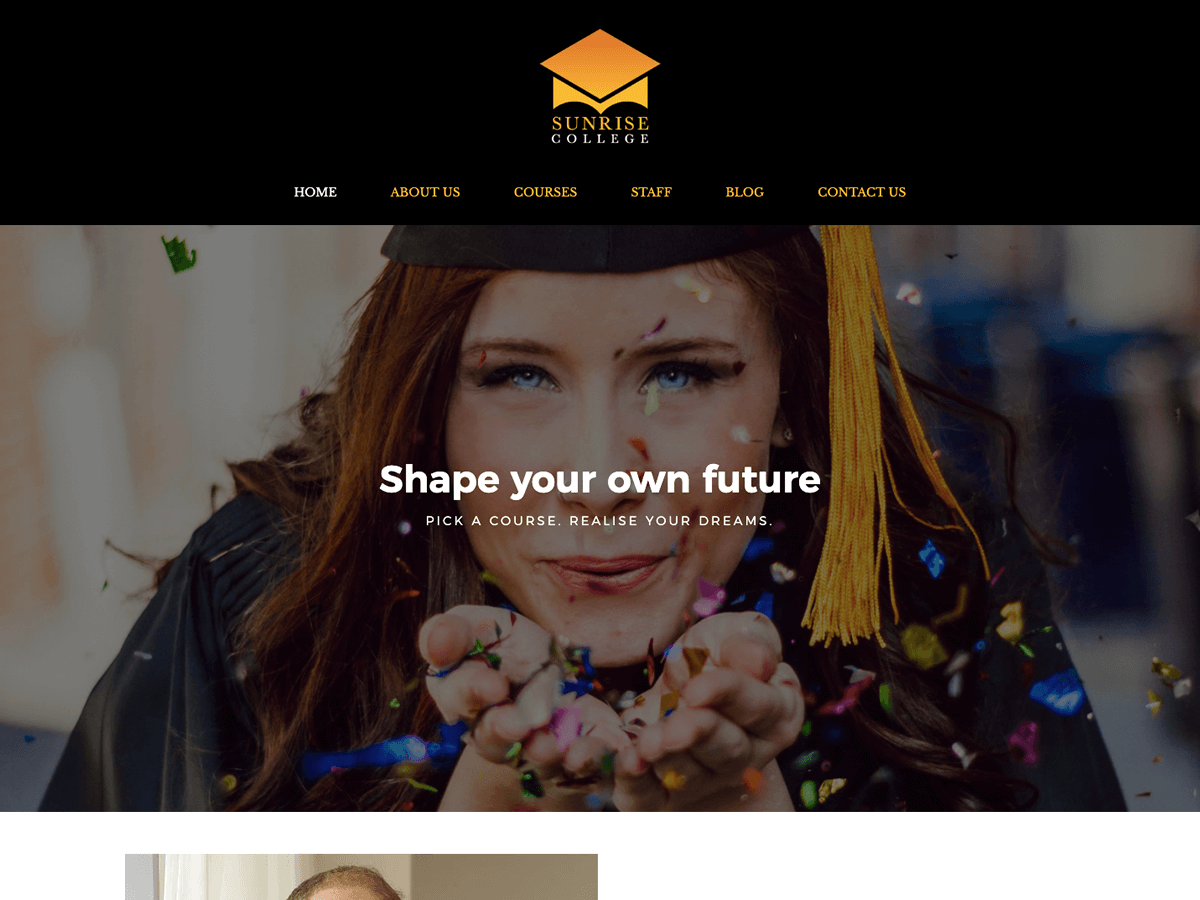 SUNRISE
COLLEGE
HOME ABOUT US COURSES STAFF BLOG CONTACT US
Shape your own future
PICK A COURSE. REALISE YOUR DREAMS.